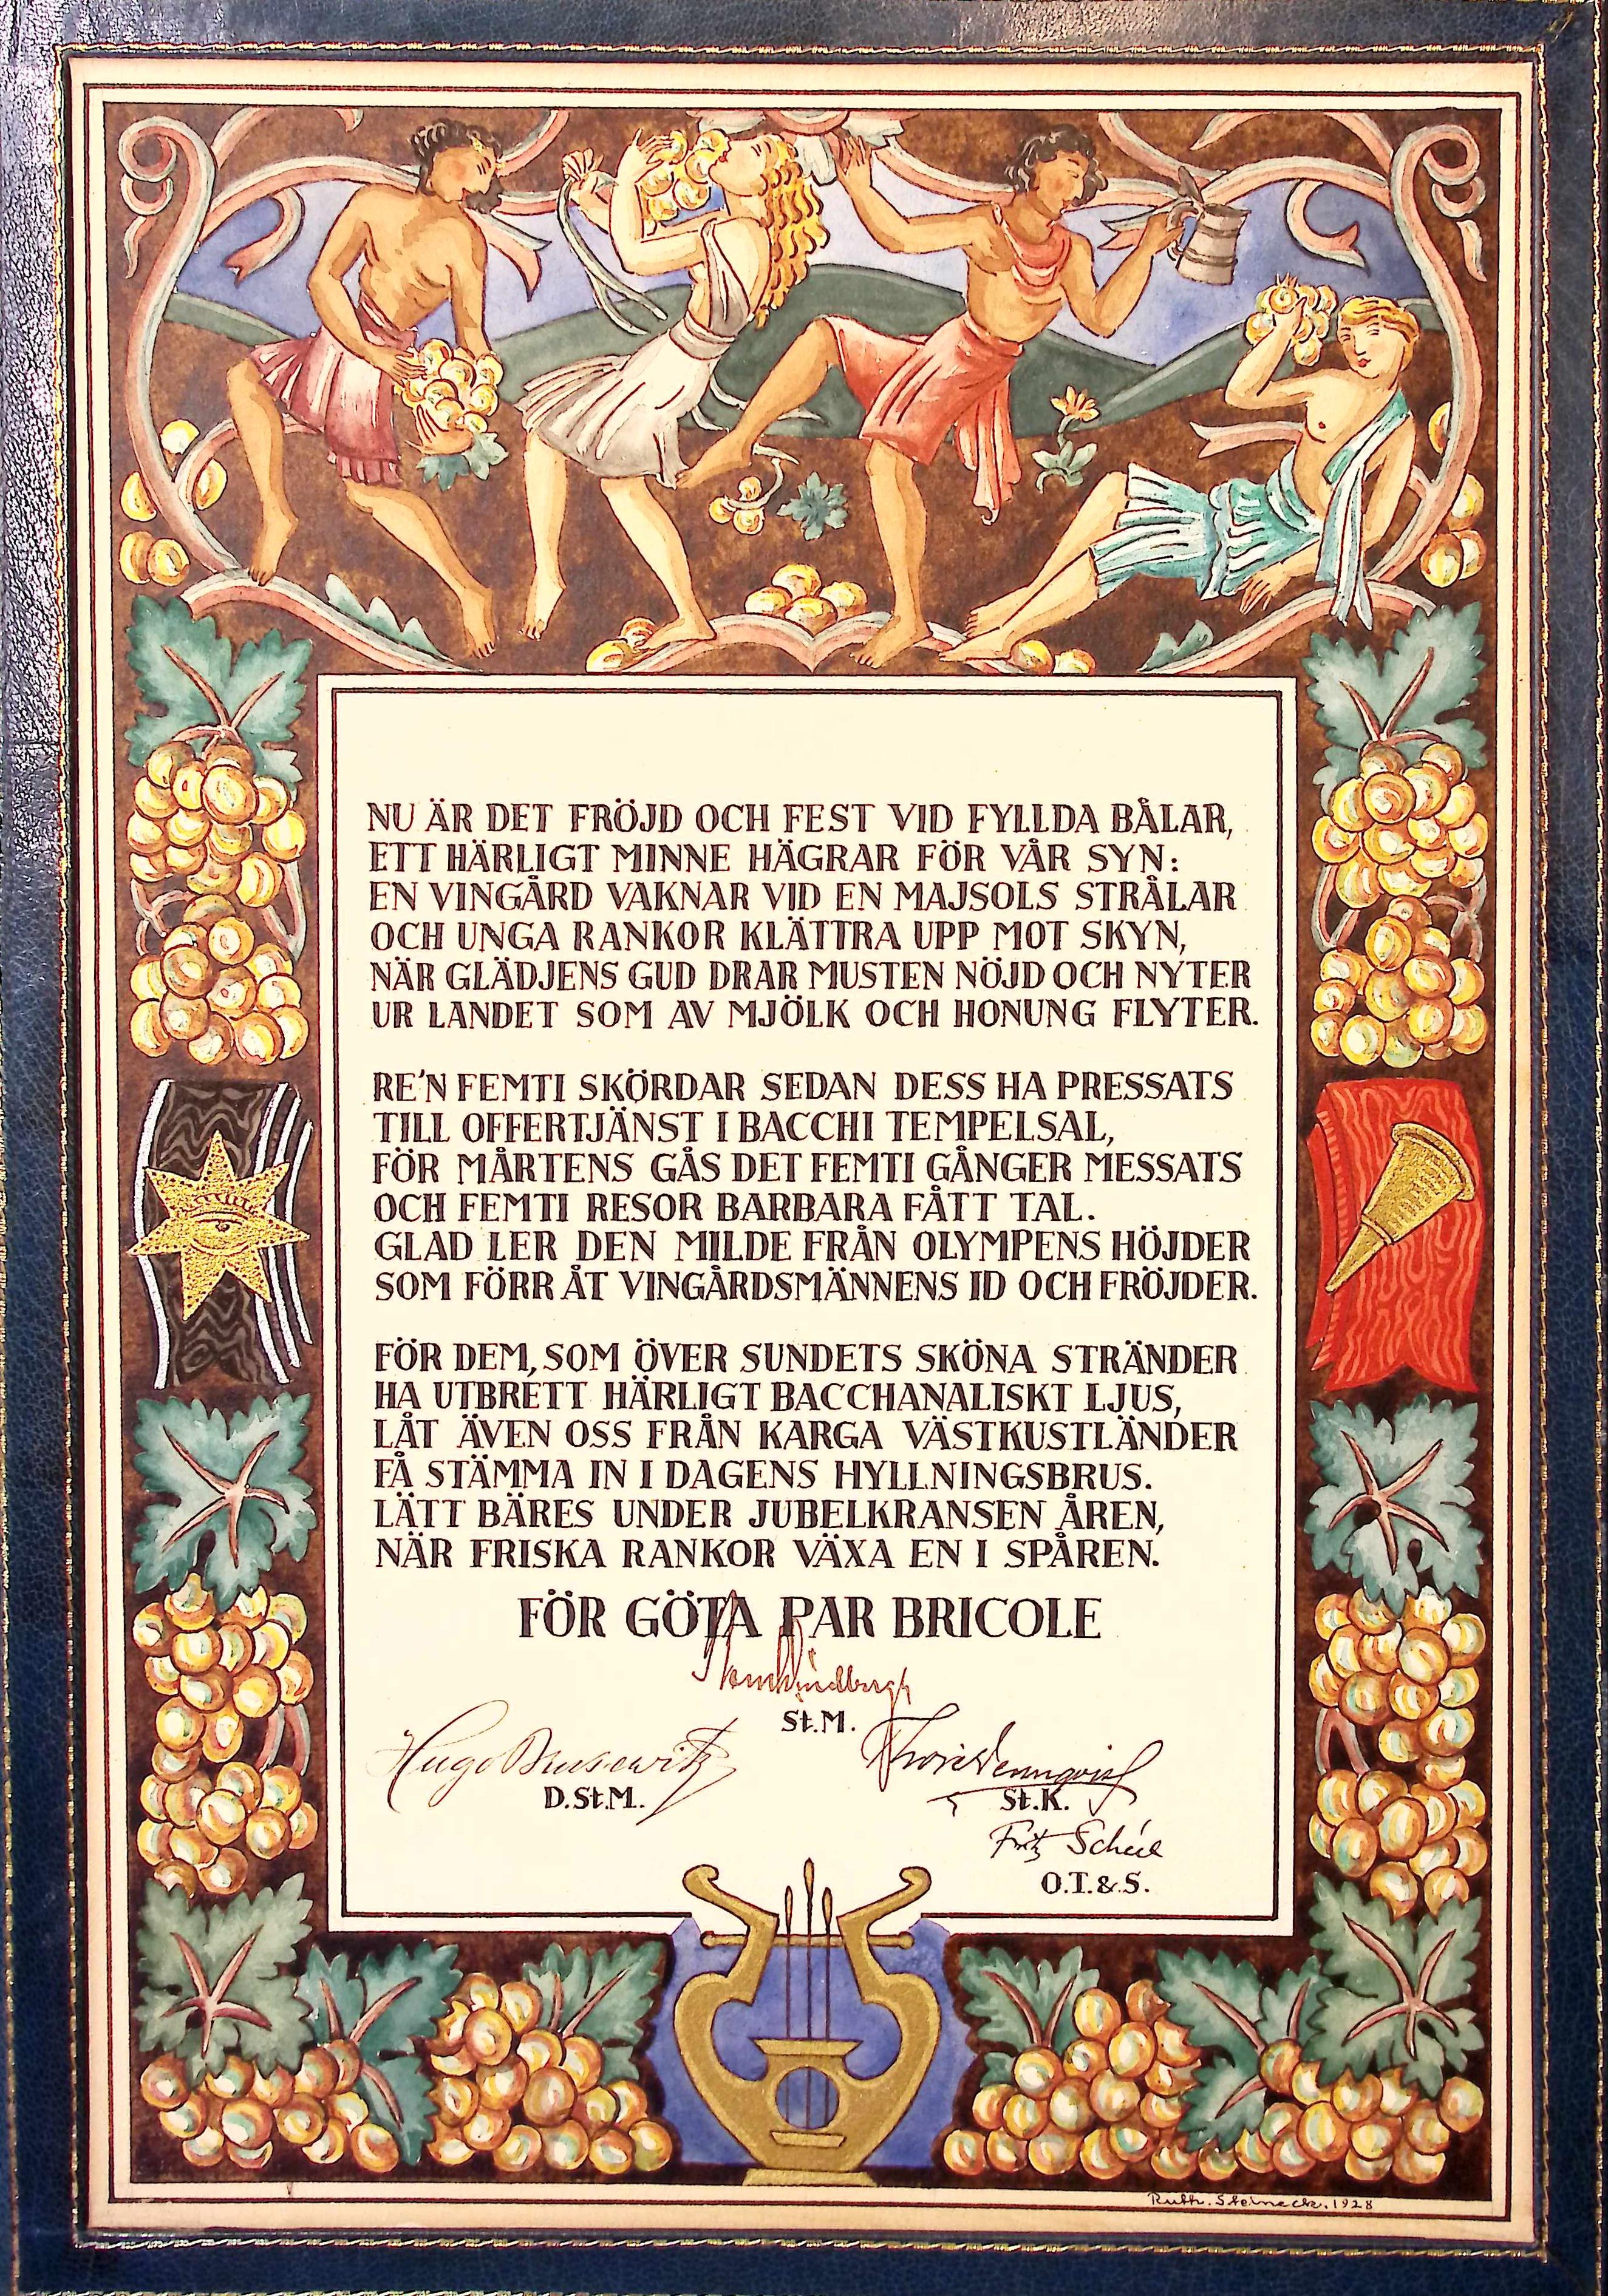 NU ÄR DET FRÖJD OCH FEST VID FYLLDA BÅLAR,
ETT HÄRLIGT MINNE HÄGRAR FÖR VÅR SYN:
EN VINGÅRD VAKNAR VID EN MAJSOLS STRÅLAR
OCH UNGA RANKOR KLÄTTRA UPP MOT SKYN,
NÄR GLÄDJENS GUD DRAR MUSTEN NÖJD OCH NYTER
UR LANDET SOM AV MJÖLK OCH HONUNG FLYTER.
RE'N FEMTI SKÖRDAR SEDAN DESS HA PRESSATS
TILL OFFERTJÄNST I BACCHI TEMPELSAL,
FÖR MÅRTENS GÅS DET FEMTI GÅNGER MESSATS
OCH FEMTI RESOR BARBARA FÅTT TAL.
GLAD LER DEN MILDE FRÅN OLYMPENS HÖJDER
SOM FÖRR ÅT VINGÅRDSMÄNNENS ID OCH FRÖJDER.
FÖR DEM, SOM ÖVER SUNDETS SKÖNA STRÄNDER
HA UTBRETT HÄRLIGT BACCHANALISKT LJUS,
LÅT ÄVEN OSS FRÅN KARGA VÄSTKUSTLÄNDER
FÅ STÄMMA IN I DAGENS HYLLNINGSBRUS.
LÄTT BÄRES UNDER JUBELKRANSEN ÅREN,
NÄR FRISKA RANKOR VÄXA EN I SPÅREN.
FÖR GÖTA PAR BRICOLE
St.M.
Hugo Brusewitz
D.St.M.
St.K.
Fritz
O.T.&.S.
Ruth. Steineck. 1928